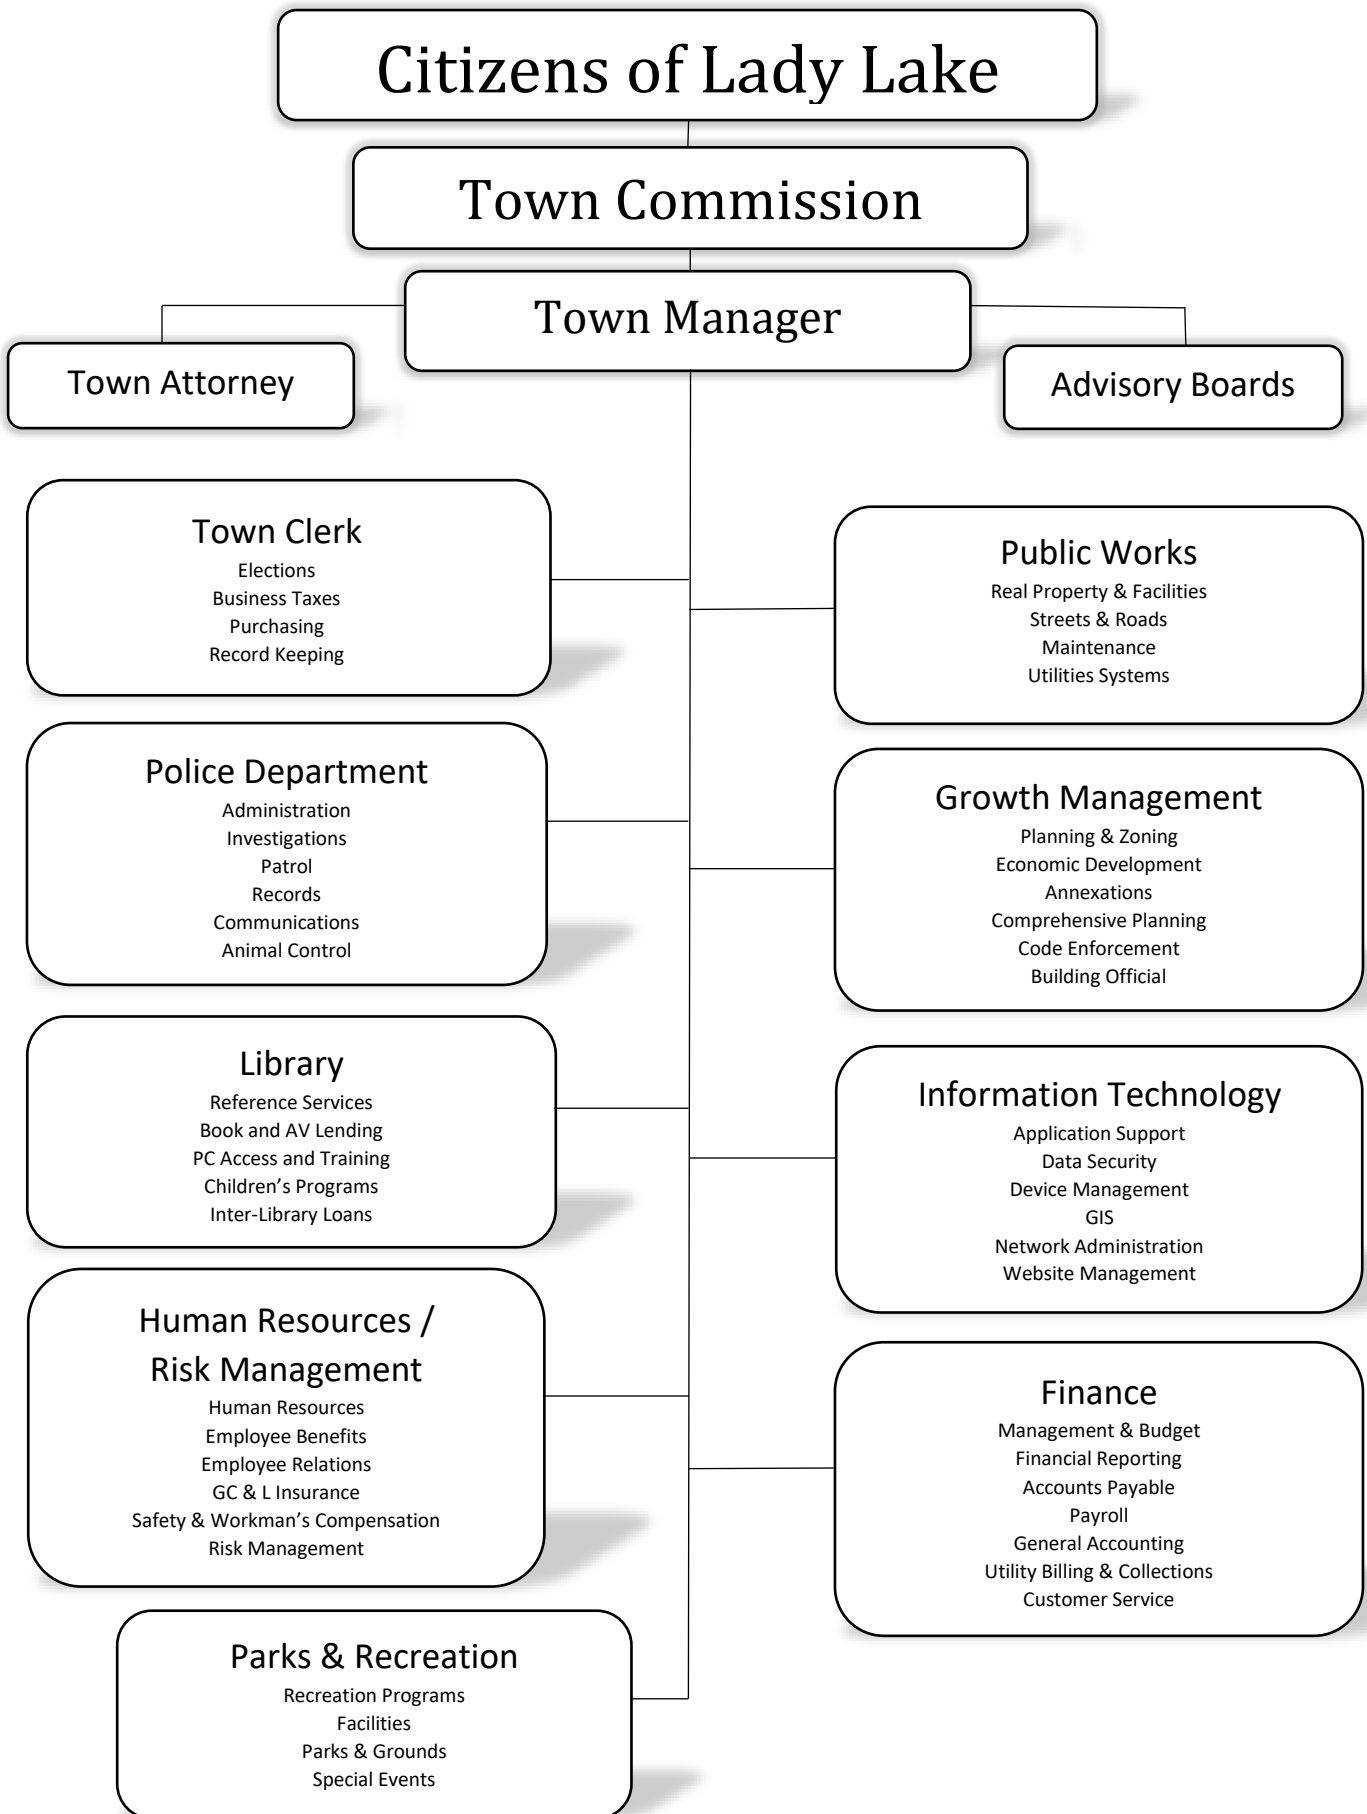 Citizens of Lady Lake
Town Commission
Town Manager
Town Attorney
Advisory Boards
Town Clerk
Elections
Business Taxes
Purchasing
Record Keeping
Police Department
Administration
Investigations
Patrol
Records
Communications
Animal Control
Library
Reference Services
Book and AV Lending
PC Access and Training
Children’s Programs
Inter-Library Loans
Human Resources /
Risk Management
Human Resources
Employee Benefits
Employee Relations
GC & L Insurance
Safety & Workman’s Compensation
Risk Management
Parks & Recreation
Recreation Programs
Facilities
Parks & Grounds
Special Events
Public Works
Real Property & Facilities
Streets & Roads
Maintenance
Utilities Systems
Growth Management
Planning & Zoning
Economic Development
Annexations
Comprehensive Planning
Code Enforcement
Building Official
Information Technology
Application Support
Data Security
Device Management
GIS
Network Administration
Website Management
Finance
Management & Budget
Financial Reporting
Accounts Payable
Payroll
General Accounting
Utility Billing & Collections
Customer Service